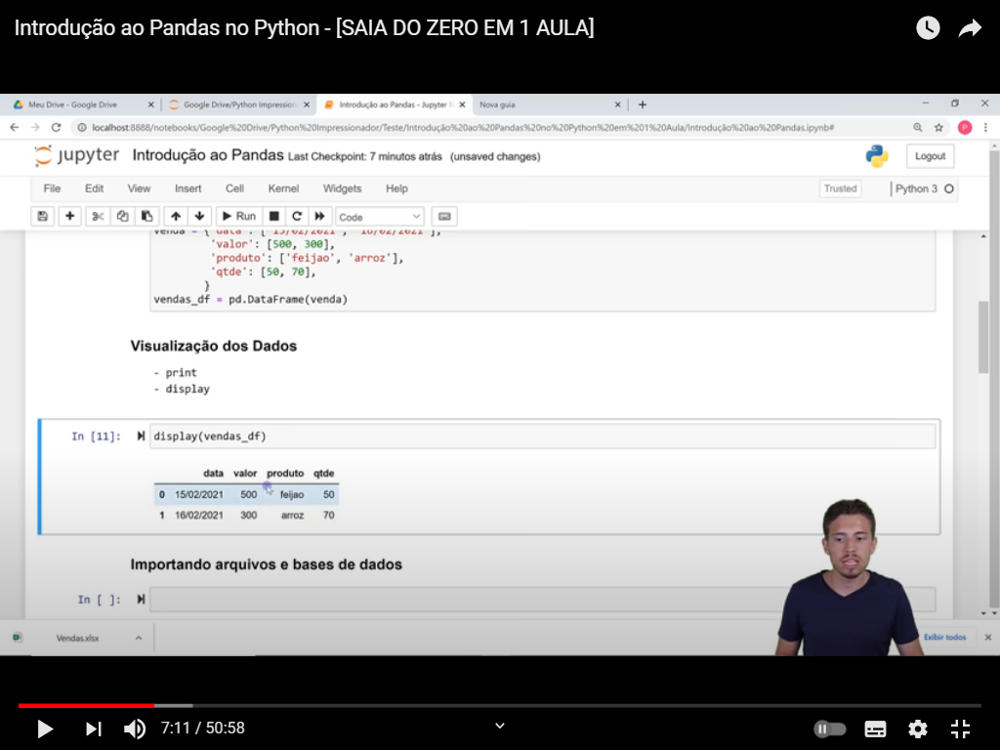 Introdução ao Pandas no Python - [SAIA DO ZERO EM 1 AULA]
Meu Drive - Google Drive
Google Drive/Python Impression
Introdução ao Pandas - Jupyter
Nova guia
localhost:8888/notebooks/Google%20Drive/Python%20Impressionador/Teste/Introdução%20ao%20Pandas%20no%20Python%20em%201%20Aula/Introdução%20ao%20Pandas.ipynb#
P
jupyter Introdução ao Pandas Last Checkpoint: 7 minutos atrás (unsaved changes)
Logout
File Edit View Insert Cell Kernel Widgets Help
Trusted
Python 3
Run
Code
venda = {'data': ['15/02/2021', '16/02/2021'],
'valor': [500, 300],
'produto': ['feijao', 'arroz'],
'qtde': [50, 70],
}
vendas_df = pd.DataFrame(venda)
Visualização dos Dados
- print
- display
In [11]: display(vendas_df)
data valor produto qtde
0 15/02/2021 500 feijao 50
1 16/02/2021 300 arroz 70
Importando arquivos e bases de dados
In [ ]:
Vendas.xlsx
Exibir todos
7:11 / 50:58